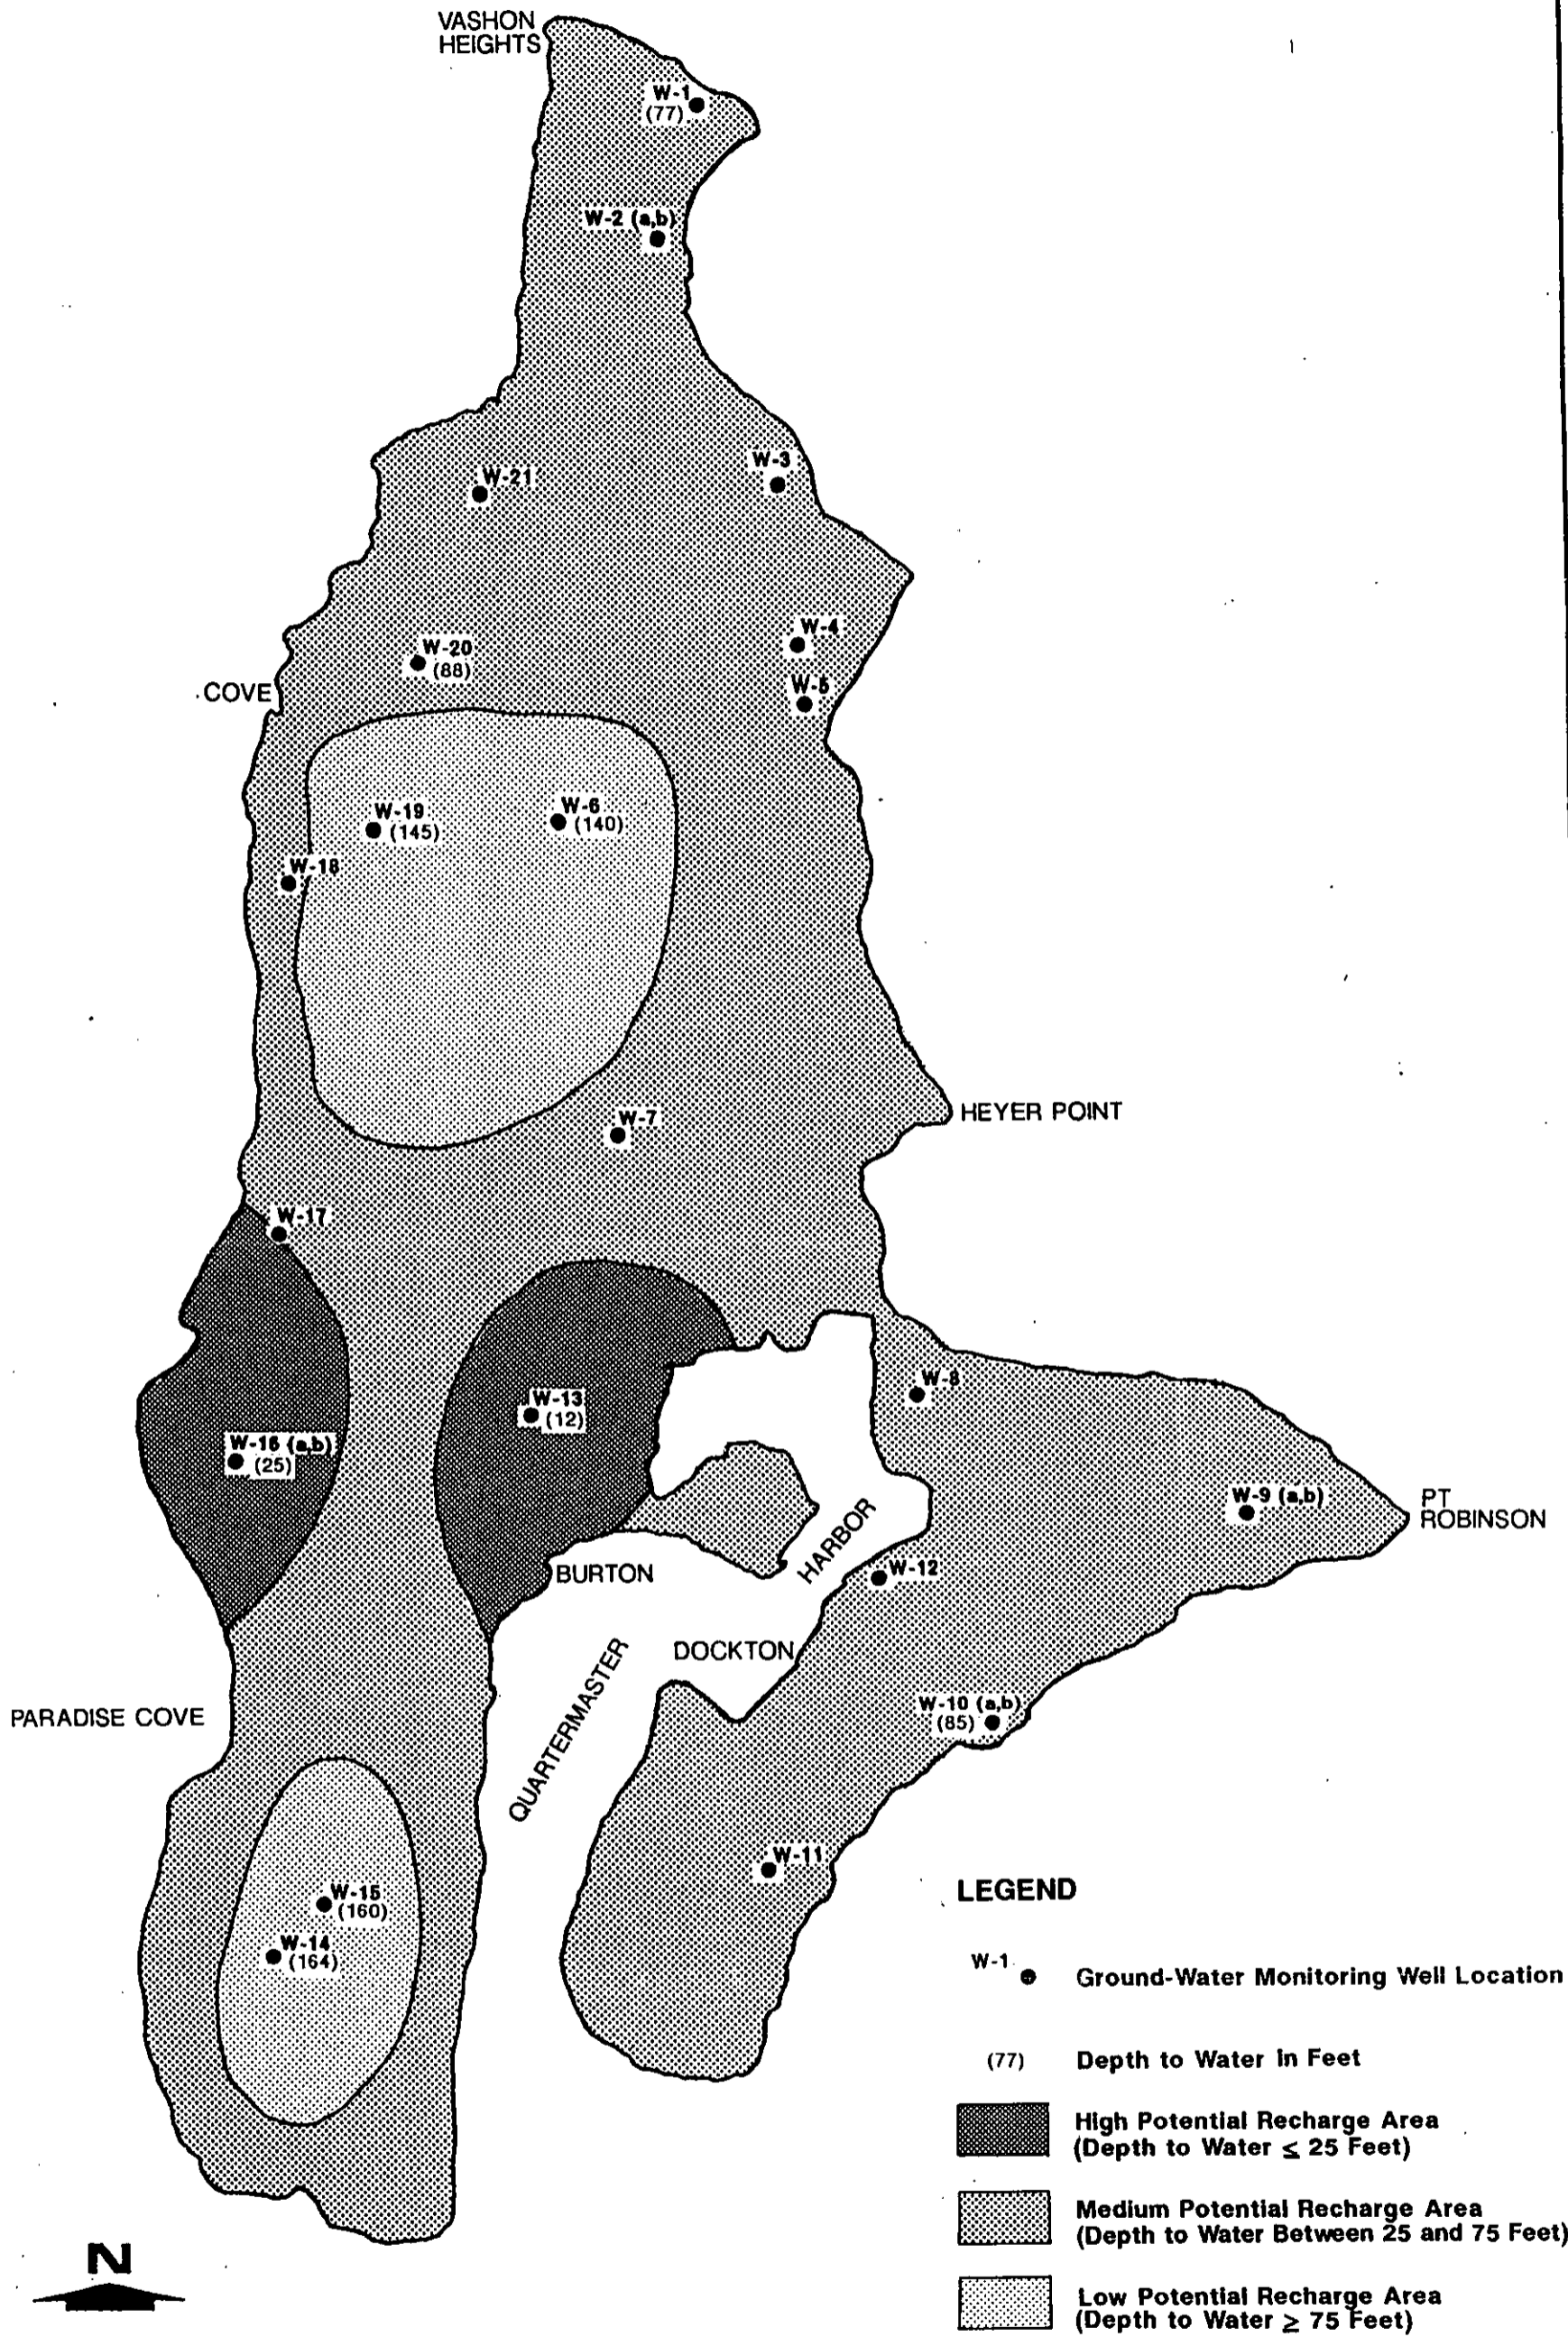 VASHON
HEIGHTS
W-1
(77)
W-2 (a,b)
W-3
W-21
W-4
W-20
(88)
COVE
W-5
W-19
(145)
W-6
(140)
W-18
HEYER POINT
W-7
W-17
W-8
W-13
(12)
W-16 (a,b)
(25)
W-9 (a,b)
PT
ROBINSON
HARBOR
BURTON
W-12
DOCKTON
QUARTERMASTER
PARADISE COVE
W-10 (a,b)
(85)
W-11
W-15
(160)
W-14
(164)
LEGEND
W-1
Ground-Water Monitoring Well Location
(77)
Depth to Water in Feet
High Potential Recharge Area
(Depth to Water ≤ 25 Feet)
Medium Potential Recharge Area
(Depth to Water Between 25 and 75 Feet)
Low Potential Recharge Area
(Depth to Water ≥ 75 Feet)
N